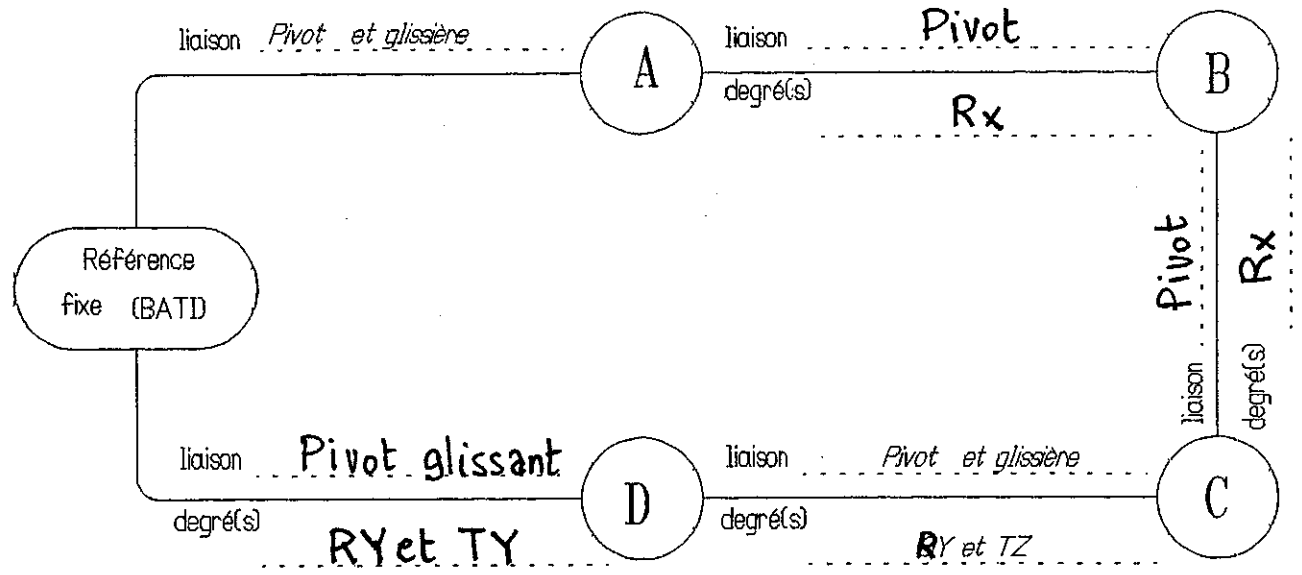 liaison Pivot et glissière
A
liaison Pivot
degré(s) Rx
B
Référence
fixe (BATI)
liaison Pivot
degré(s) Rx
liaison Pivot glissant
degré(s) RY et TY
D
liaison Pivot et glissière
degré(s) RY et TZ
C